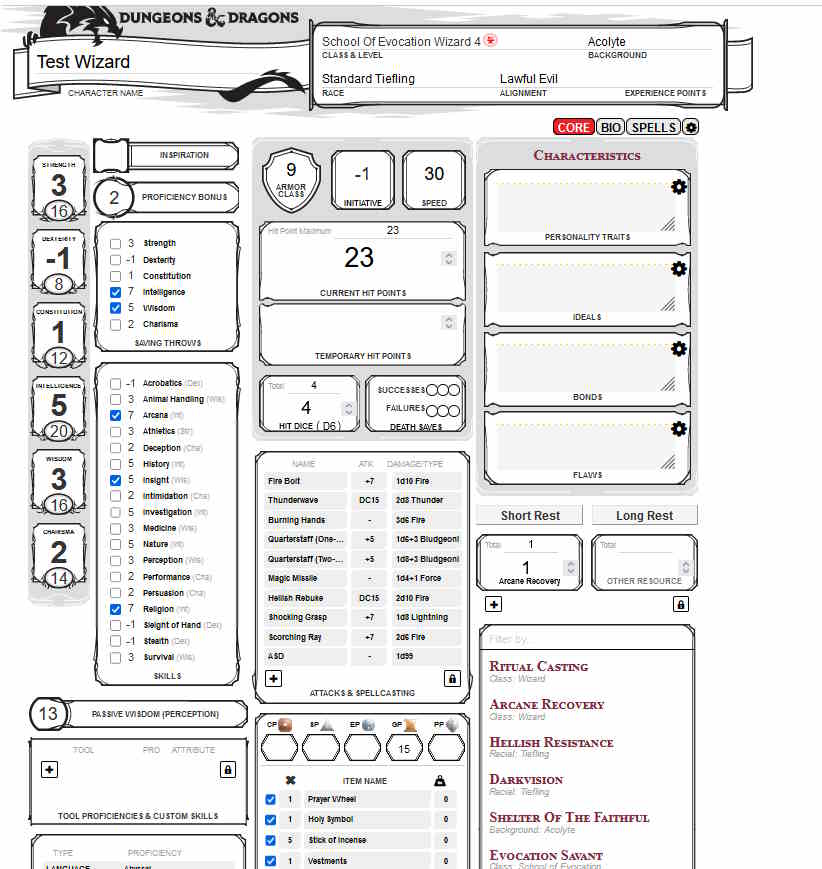 DUNGEONS & DRAGONS
Test Wizard
CHARACTER NAME
School Of Evocation Wizard 4
Acolyte
CLASS & LEVEL
BACKGROUND
Standard Tiefling
Lawful Evil
RACE
ALIGNMENT
EXPERIENCE POINTS
CORE BIO SPELLS
STRENGTH
3
16
DEXTERITY
-1
8
CONSTITUTION
1
12
INTELLIGENCE
5
20
WISDOM
3
16
CHARISMA
2
14
INSPIRATION
2 PROFICIENCY BONUS
3 Strength
-1 Dexterity
1 Constitution
7 Intelligence
5 Wisdom
2 Charisma
SAVING THROWS
-1 Acrobatics (Dex)
3 Animal Handling (Wis)
7 Arcana (Int)
3 Athletics (Str)
2 Deception (Cha)
5 History (Int)
5 Insight (Wis)
2 Intimidation (Cha)
5 Investigation (Int)
3 Medicine (Wis)
5 Nature (Int)
3 Perception (Wis)
2 Performance (Cha)
2 Persuasion (Cha)
7 Religion (Int)
-1 Sleight of Hand (Dex)
-1 Stealth (Dex)
3 Survival (Wis)
SKILLS
13 PASSIVE WISDOM (PERCEPTION)
TOOL PRO ATTRIBUTE
TOOL PROFICIENCIES & CUSTOM SKILLS
TYPE PROFICIENCY
LANGUAGE Abyssal
9
ARMOR
CLASS
-1
INITIATIVE
30
SPEED
Hit Point Maximum 23
23
CURRENT HIT POINTS
TEMPORARY HIT POINTS
Total 4
4
HIT DICE ( D6 )
SUCCESSES
FAILURES
DEATH SAVES
NAME ATK DAMAGE/TYPE
Fire Bolt +7 1d10 Fire
Thunderwave DC15 2d8 Thunder
Burning Hands - 3d6 Fire
Quarterstaff (One-... +5 1d6+3 Bludgeoni
Quarterstaff (Two-... +5 1d8+3 Bludgeoni
Magic Missile - 1d4+1 Force
Hellish Rebuke DC15 2d10 Fire
Shocking Grasp +7 1d8 Lightning
Scorching Ray +7 2d6 Fire
ASD - 1d99
ATTACKS & SPELLCASTING
CP SP EP GP PP
15
ITEM NAME
1 Prayer Wheel 0
1 Holy Symbol 0
5 Stick of Incense 0
1 Vestments 0
CHARACTERISTICS
PERSONALITY TRAITS
IDEALS
BONDS
FLAWS
Short Rest
Long Rest
Total 1
1
Arcane Recovery
Total
OTHER RESOURCE
Filter by:
RITUAL CASTING
Class: Wizard
ARCANE RECOVERY
Class: Wizard
HELLISH RESISTANCE
Racial: Tiefling
DARKVISION
Racial: Tiefling
SHELTER OF THE FAITHFUL
Background: Acolyte
EVOCATION SAVANT
Class: School of Evocation